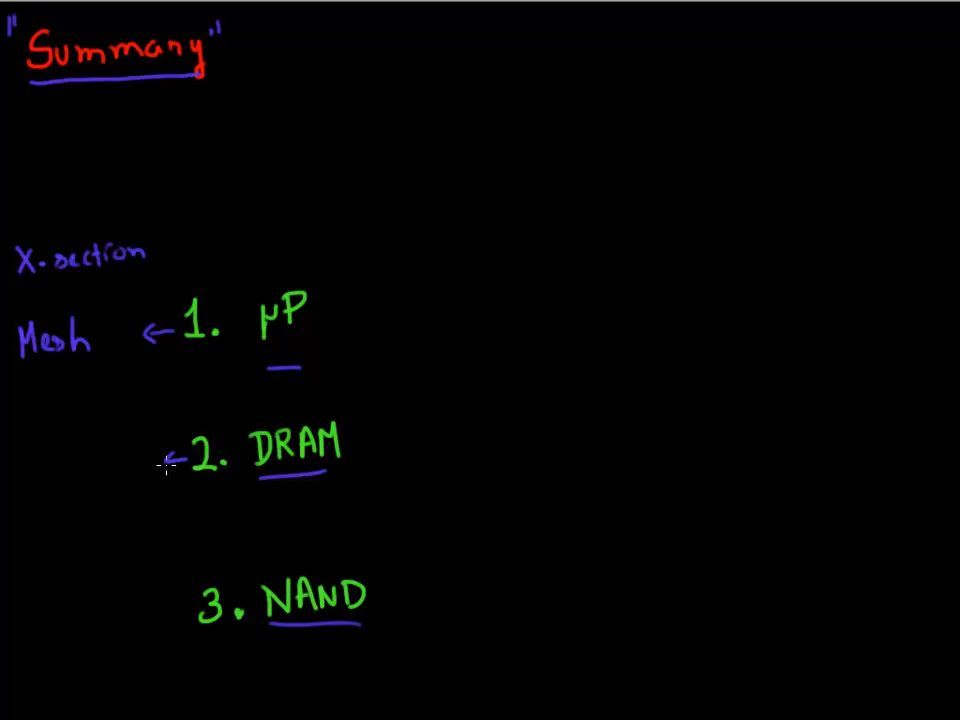 "Summary"
X-section
Mesh ← 1. μP
← 2. DRAM
3. NAND